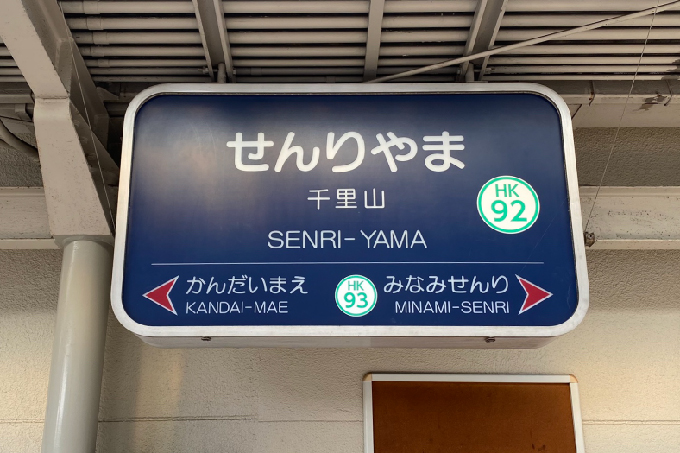 せんりやま
千里山
SENRI-YAMA
HK
92
かんだいまえ
KANDAI-MAE
HK
93
みなみせんり
MINAMI-SENRI